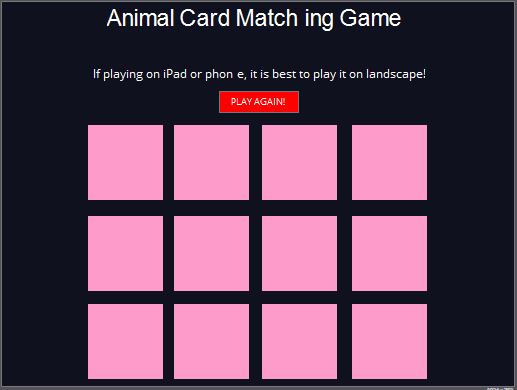 Animal Card Match ing Game
If playing on iPad or phon e, it is best to play it on landscape!
PLAY AGAIN!